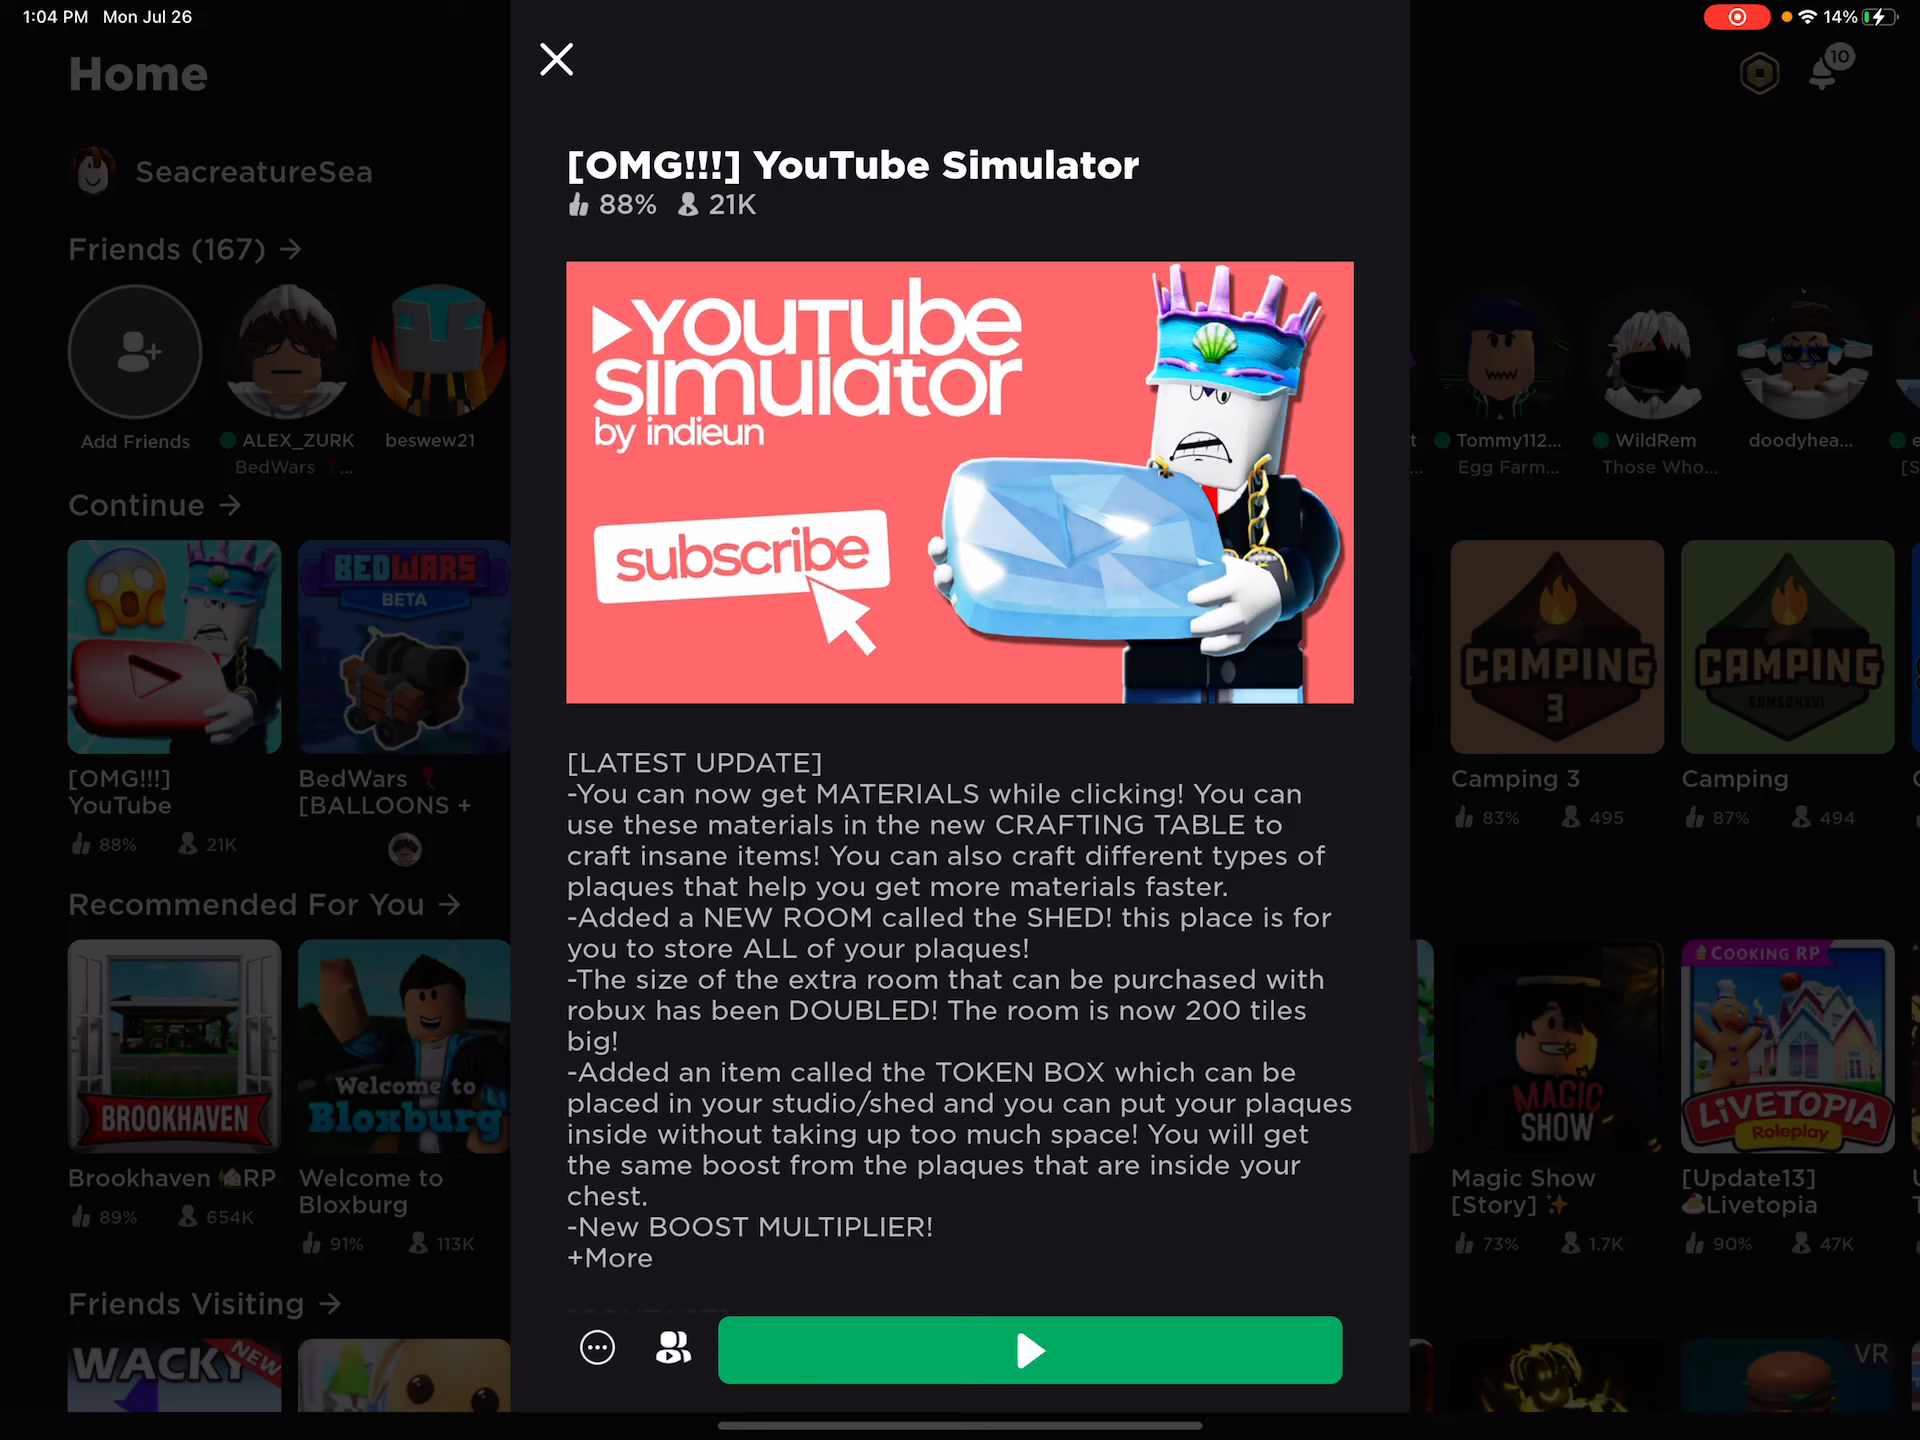 1:04 PM Mon Jul 26
14%
Home
10
SeacreatureSea
Friends (167) →
Add Friends
ALEX_ZURK
BedWars ...
beswew21
Tommy112...
Egg Farm...
WildRem
Those Who...
doodyhea...
Continue →
BEDWARS
BETA
[OMG!!!]
YouTube
88% 21K
BedWars
[BALLOONS +
CAMPING
3
Camping 3
83% 495
CAMPING
SAMSONXVI
Camping
87% 494
Recommended For You →
BROOKHAVEN
Brookhaven RP
89% 654K
Welcome to
Bloxburg
Welcome to
Bloxburg
91% 113K
MAGIC
SHOW
Magic Show
[Story]
73% 1.7K
COOKING RP
LIVETOPIA
Roleplay
[Update13]
Livetopia
90% 47K
Friends Visiting →
WACKY
NEW
VR
[OMG!!!] YouTube Simulator
88% 21K
YouTube
simulator
by indieun
subscribe
[LATEST UPDATE]
-You can now get MATERIALS while clicking! You can
use these materials in the new CRAFTING TABLE to
craft insane items! You can also craft different types of
plaques that help you get more materials faster.
-Added a NEW ROOM called the SHED! this place is for
you to store ALL of your plaques!
-The size of the extra room that can be purchased with
robux has been DOUBLED! The room is now 200 tiles
big!
-Added an item called the TOKEN BOX which can be
placed in your studio/shed and you can put your plaques
inside without taking up too much space! You will get
the same boost from the plaques that are inside your
chest.
-New BOOST MULTIPLIER!
+More